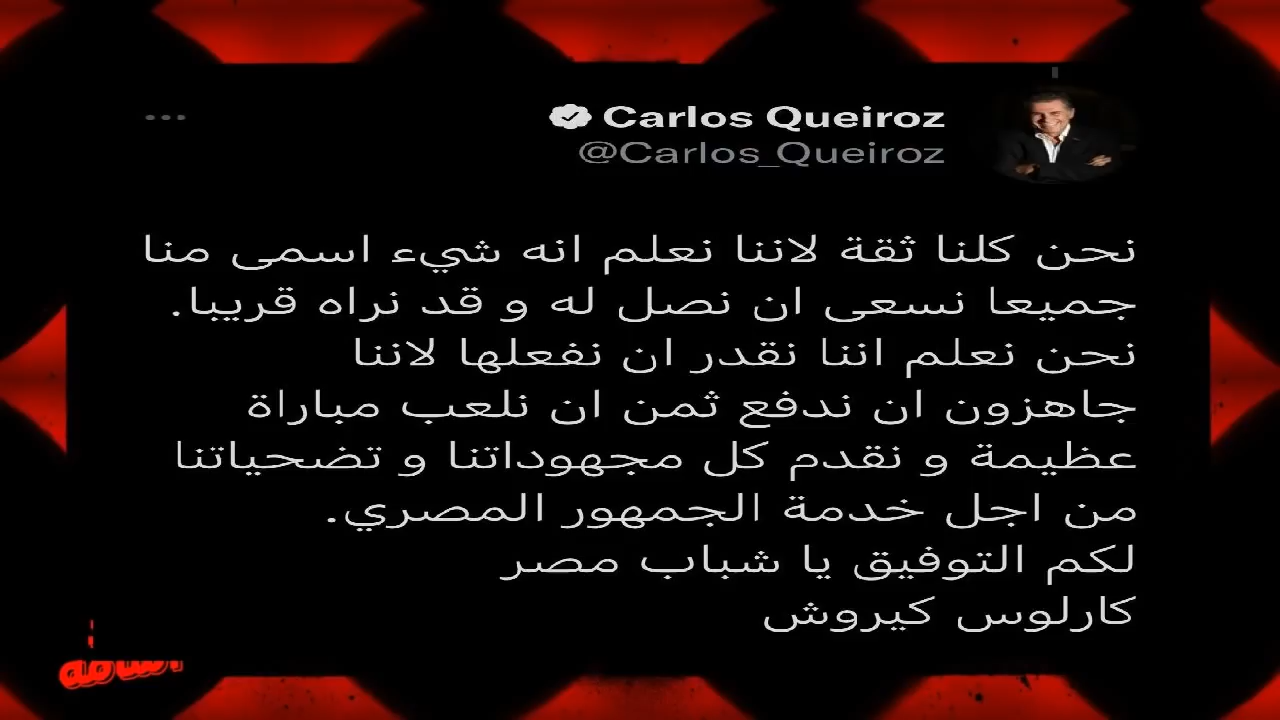 Carlos Queiroz
@Carlos_Queiroz
نحن كلنا ثقة لاننا نعلم انه شيء اسمى منا
جميعا نسعى ان نصل له و قد نراه قريبا.
نحن نعلم اننا نقدر ان نفعلها لاننا
جاهزون ان ندفع ثمن ان نلعب مباراة
عظيمة و نقدم كل مجهوداتنا و تضحياتنا
من اجل خدمة الجمهور المصري.
لكم التوفيق يا شباب مصر
كارلوس كيروش